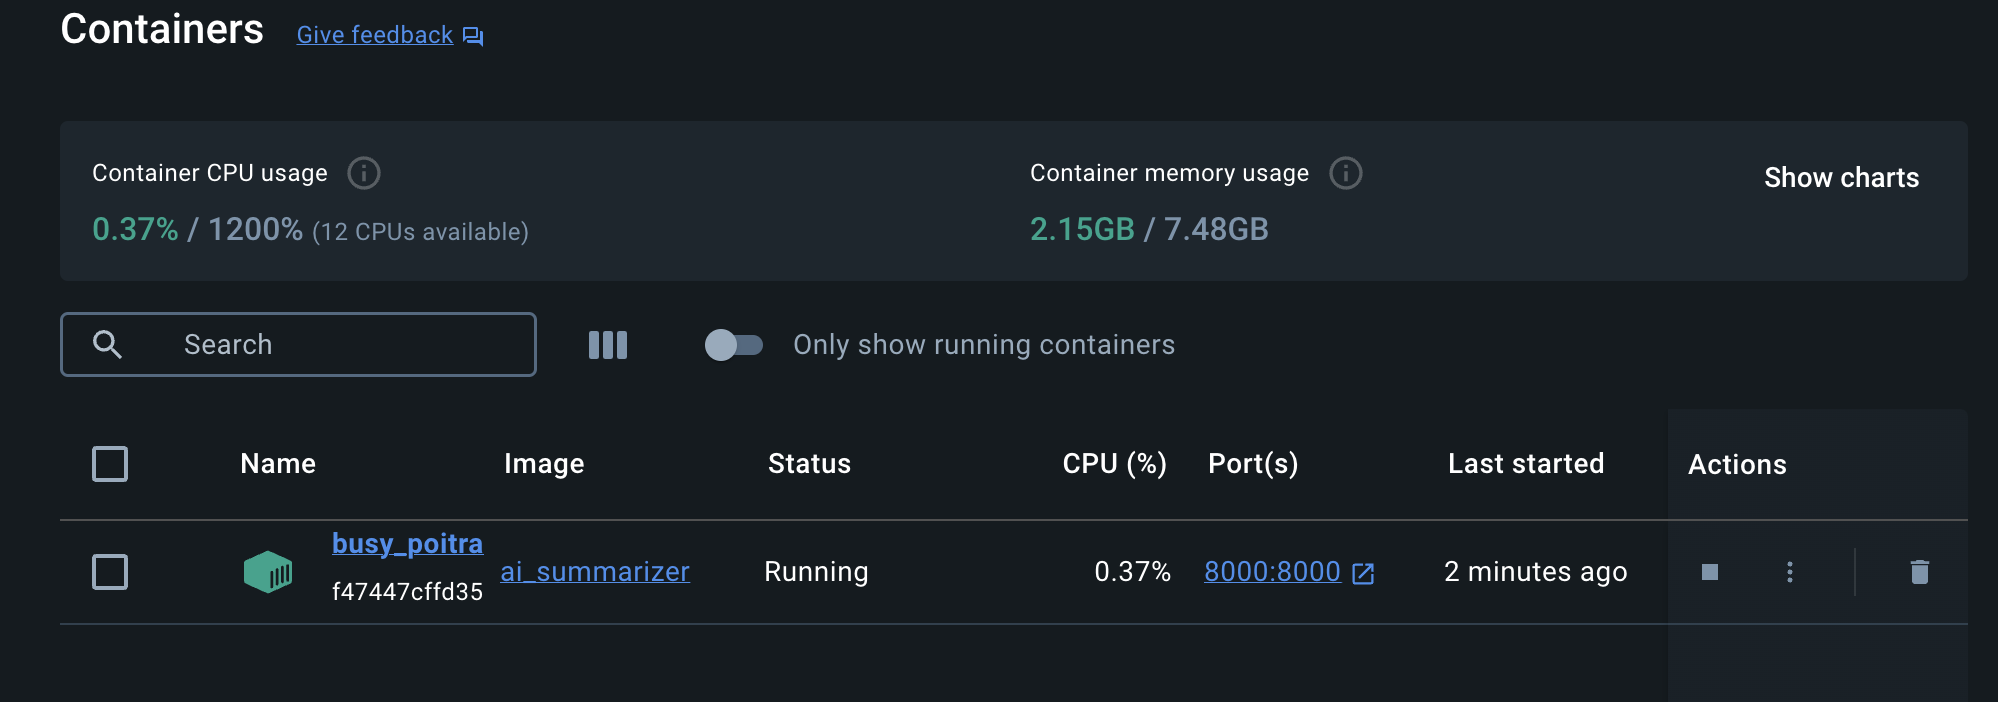 Containers Give feedback
Container CPU usage
0.37% / 1200% (12 CPUs available)
Container memory usage
2.15GB / 7.48GB
Show charts
Search
Only show running containers
Name Image Status CPU (%) Port(s) Last started Actions
busy_poitra
f47447cffd35
ai_summarizer Running 0.37% 8000:8000 2 minutes ago